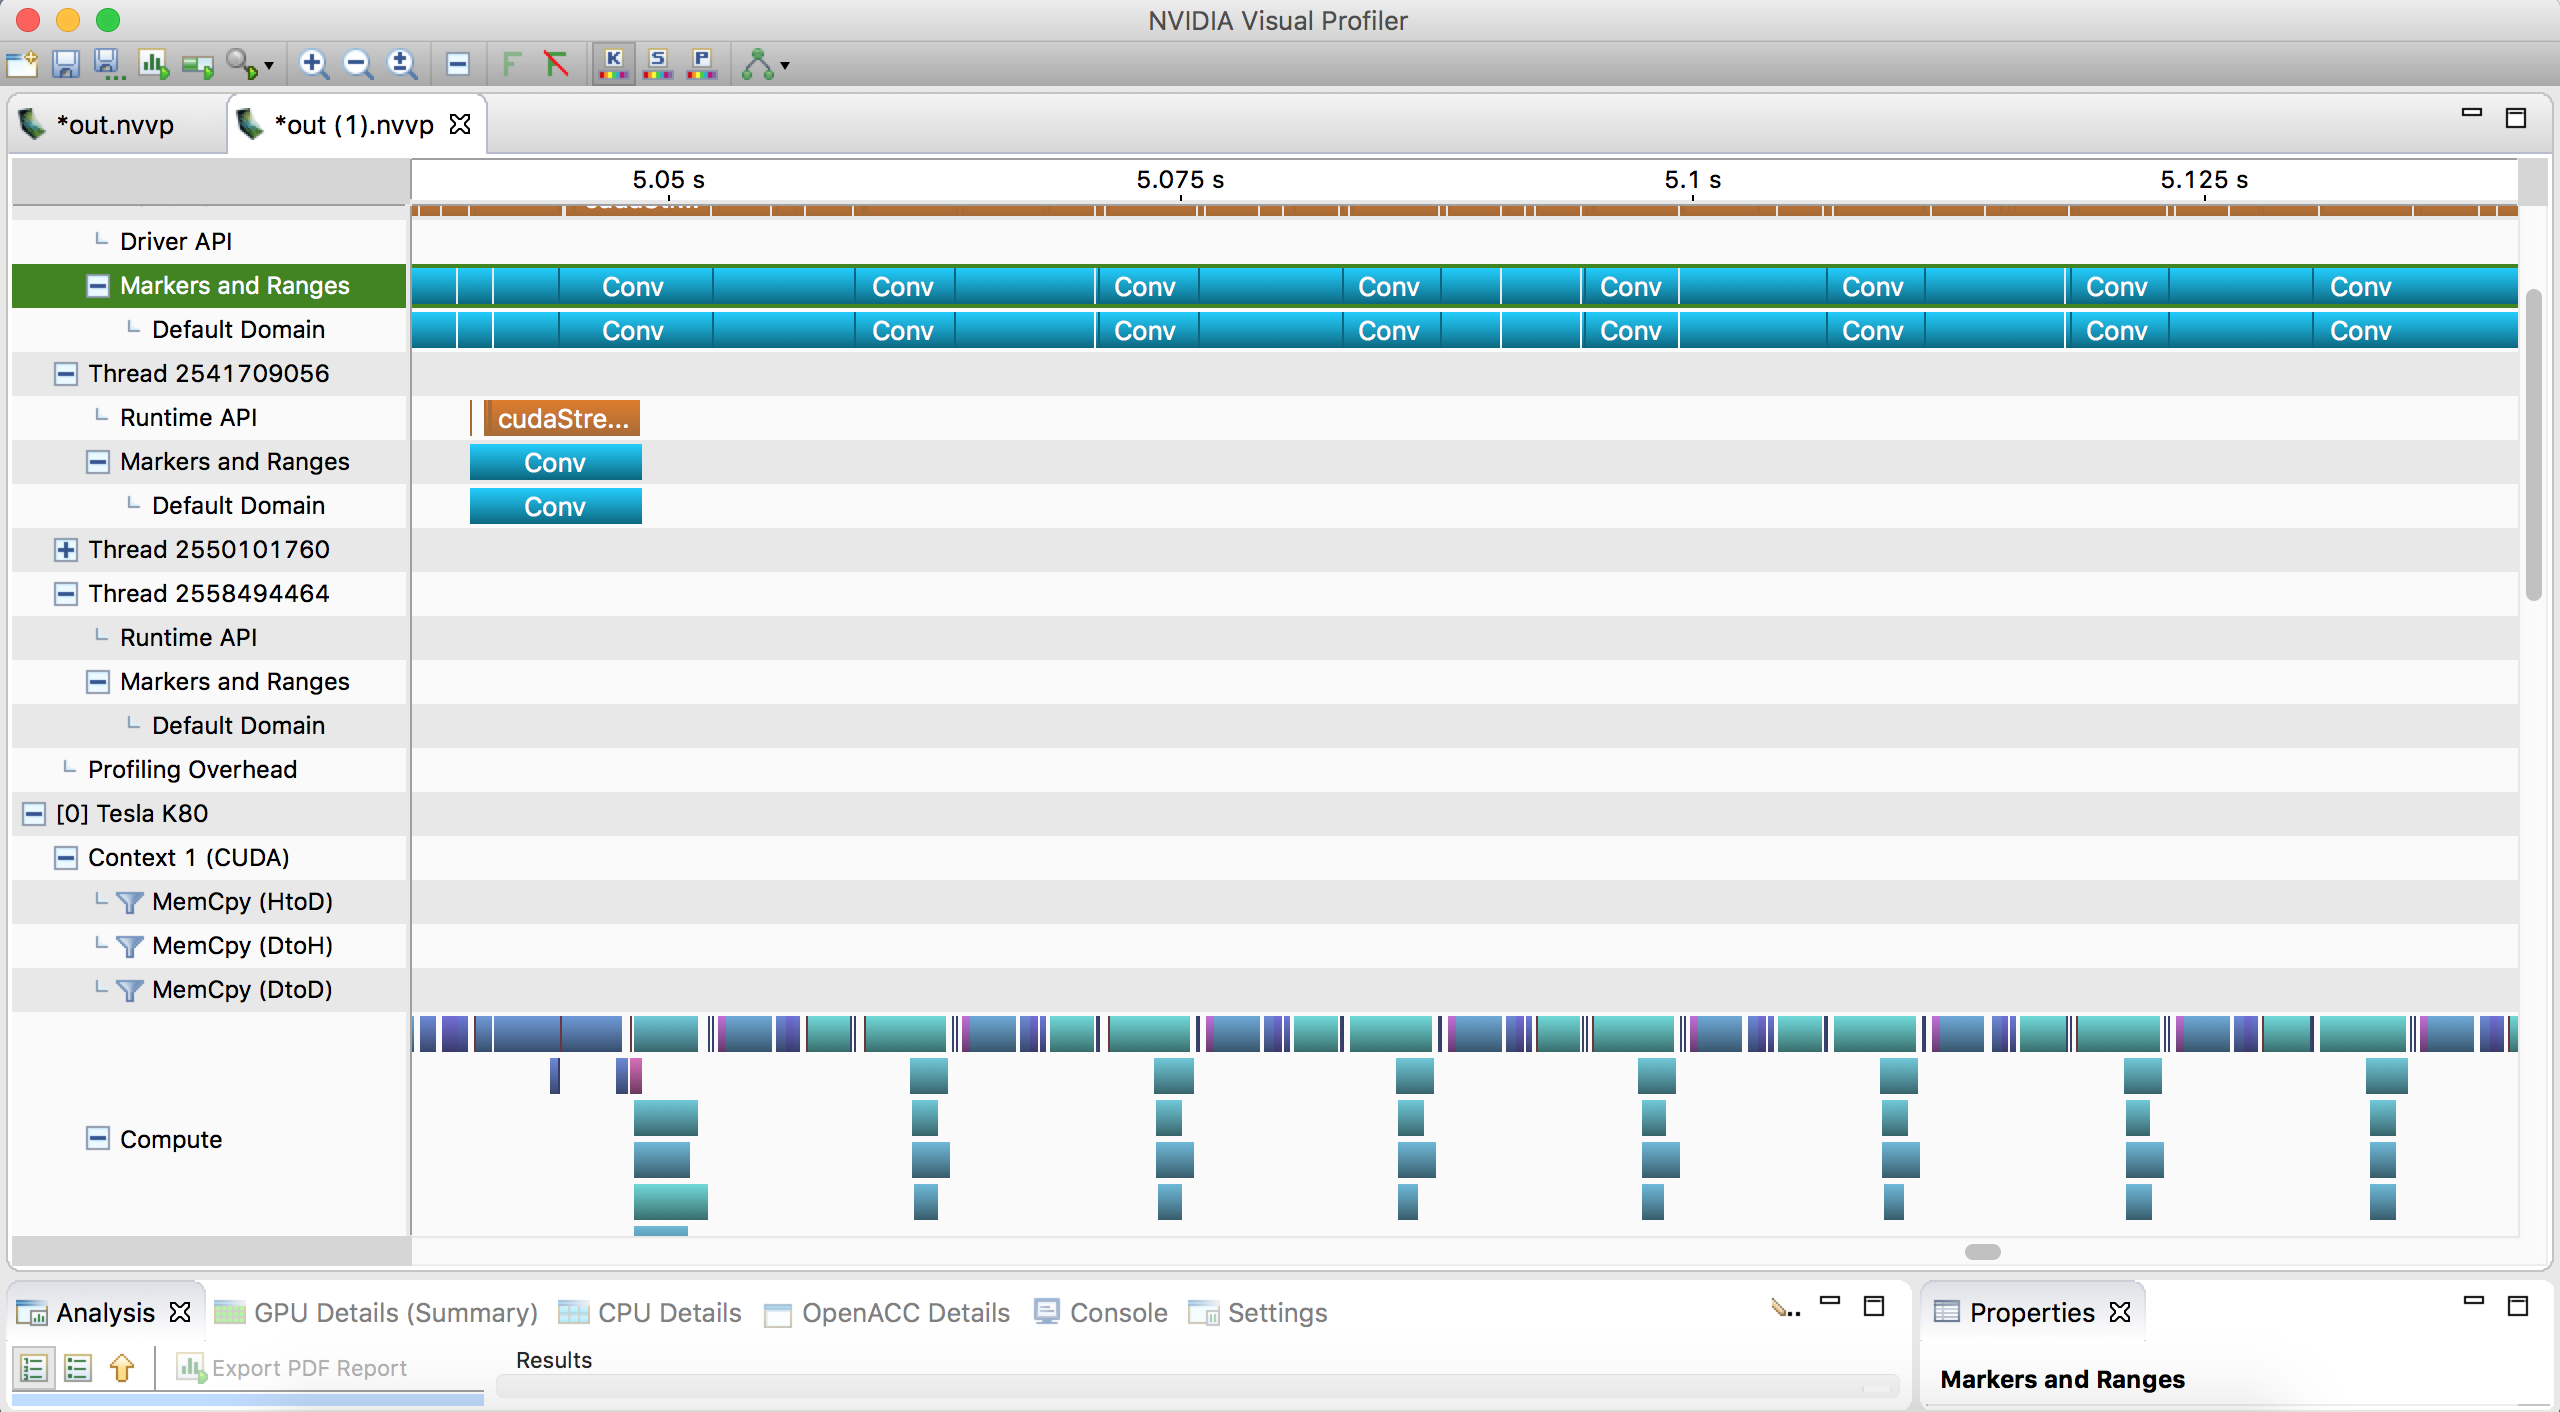 NVIDIA Visual Profiler
K S P
*out.nvvp *out (1).nvvp
5.05 s 5.075 s 5.1 s 5.125 s
Driver API
Markers and Ranges Conv Conv Conv Conv Conv Conv Conv Conv
Default Domain Conv Conv Conv Conv Conv Conv Conv Conv
Thread 2541709056
Runtime API cudaStre...
Markers and Ranges Conv
Default Domain Conv
Thread 2550101760
Thread 2558494464
Runtime API
Markers and Ranges
Default Domain
Profiling Overhead
[0] Tesla K80
Context 1 (CUDA)
MemCpy (HtoD)
MemCpy (DtoH)
MemCpy (DtoD)
Compute
Analysis GPU Details (Summary) CPU Details OpenACC Details Console Settings Properties
Export PDF Report Results
Markers and Ranges